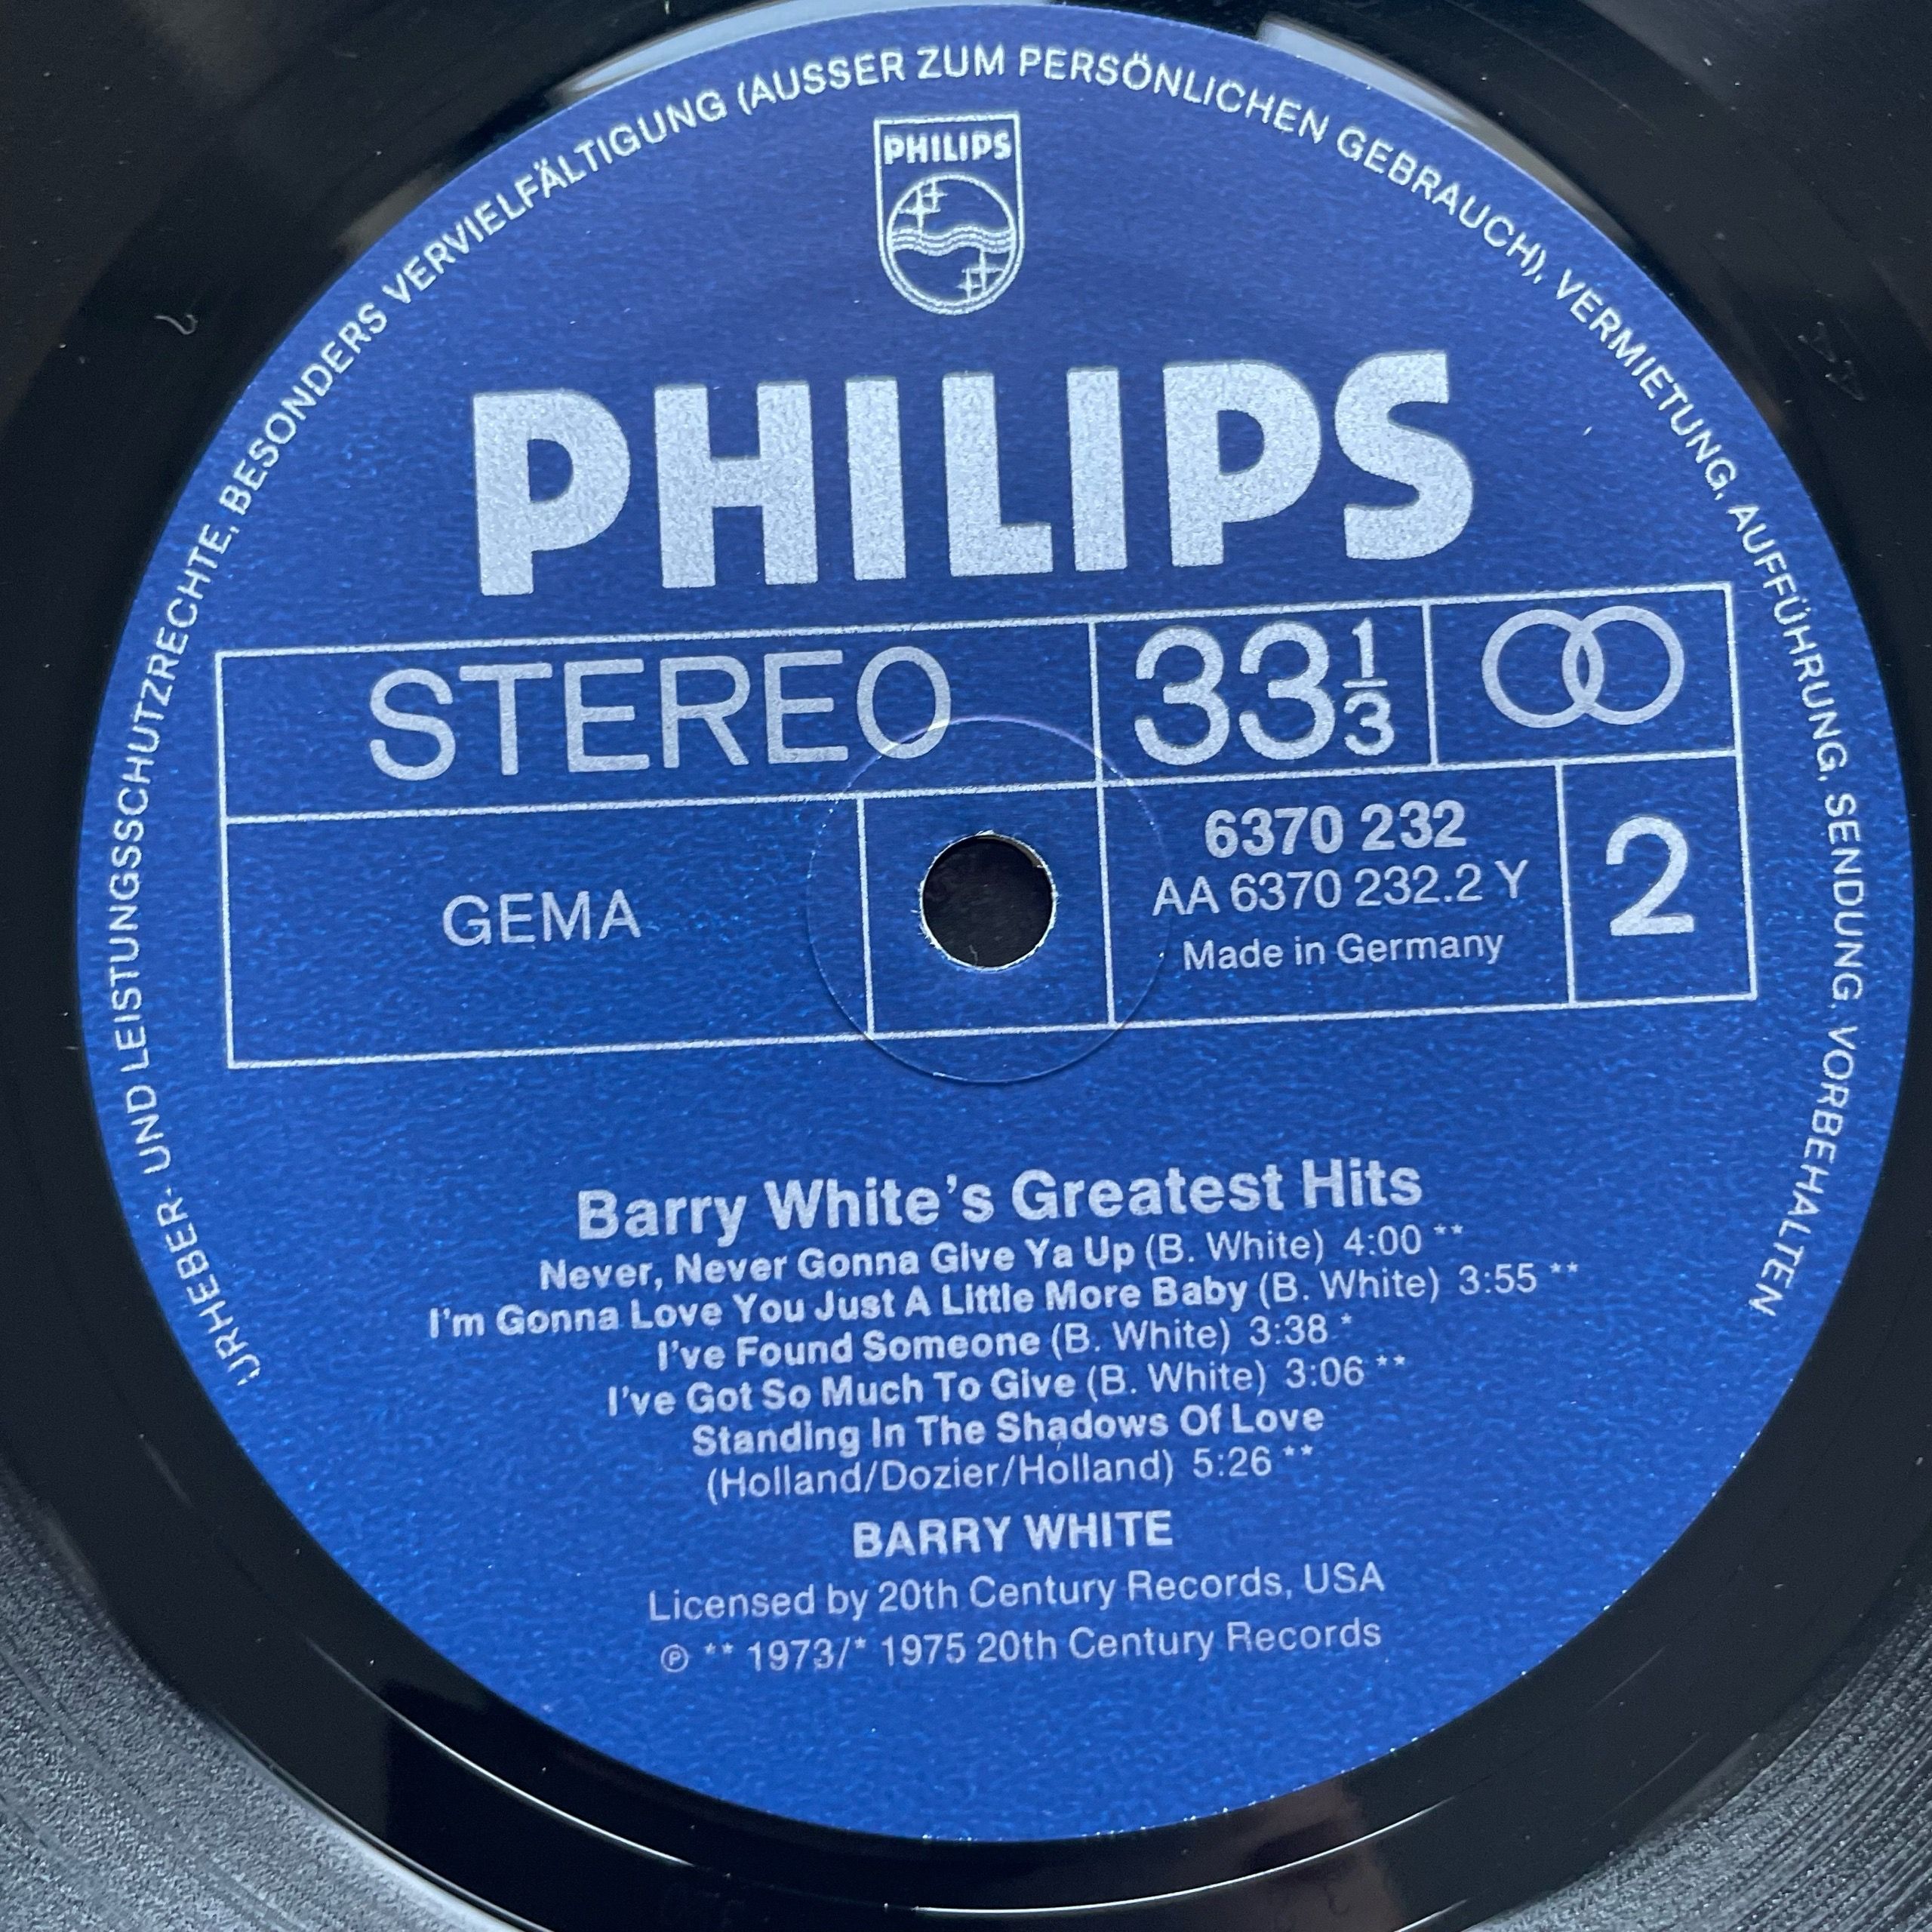 URHEBER- UND LEISTUNGSSCHUTZRECHTE, BESONDERS VERVIELFÄLTIGUNG (AUSSER ZUM PERSÖNLICHEN GEBRAUCH), VERMIETUNG, AUFFÜHRUNG, SENDUNG, VORBEHALTEN
PHILIPS
PHILIPS
STEREO 33 1/3
GEMA
6370 232
AA 6370 232.2 Y
Made in Germany
2
Barry White's Greatest Hits
Never, Never Gonna Give Ya Up (B. White) 4:00 **
I'm Gonna Love You Just A Little More Baby (B. White) 3:55 **
I've Found Someone (B. White) 3:38 *
I've Got So Much To Give (B. White) 3:06 **
Standing In The Shadows Of Love
(Holland/Dozier/Holland) 5:26 **
BARRY WHITE
Licensed by 20th Century Records, USA
℗ ** 1973/* 1975 20th Century Records